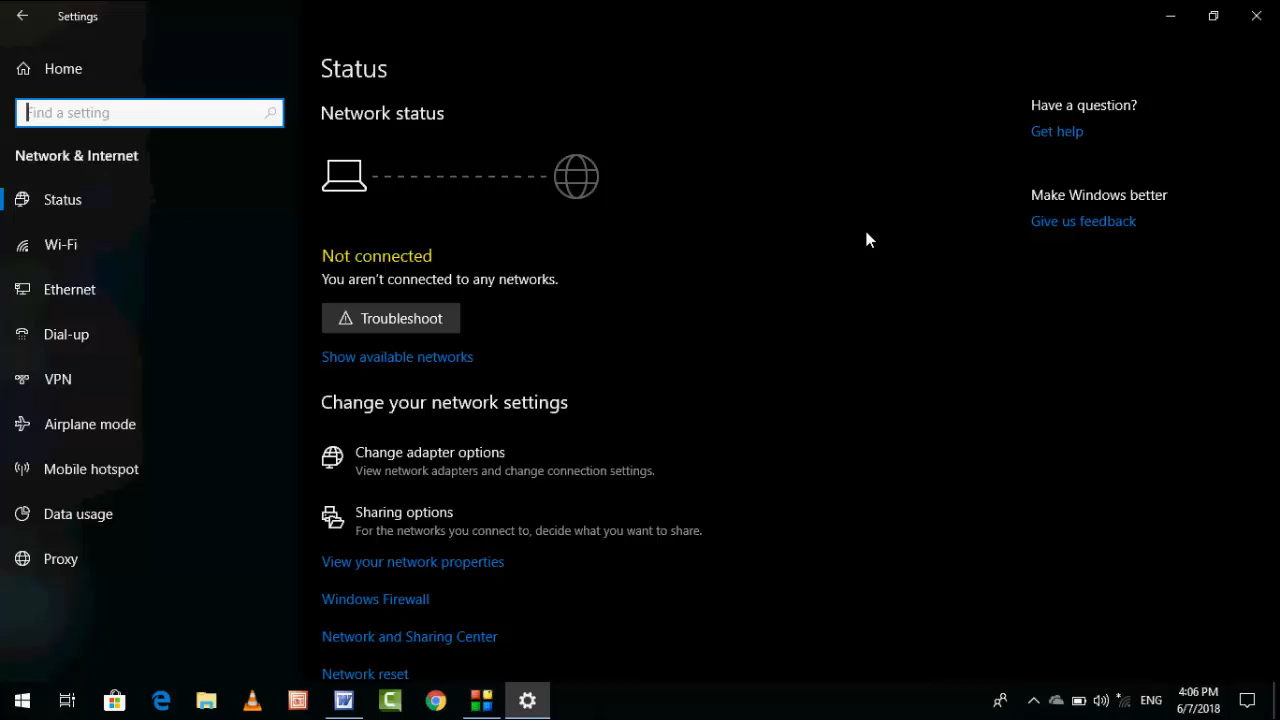 Settings
Home
Find a setting
Network & Internet
Status
Wi-Fi
Ethernet
Dial-up
VPN
Airplane mode
Mobile hotspot
Data usage
Proxy
Status
Network status
Not connected
You aren't connected to any networks.
Troubleshoot
Show available networks
Change your network settings
Change adapter options
View network adapters and change connection settings.
Sharing options
For the networks you connect to, decide what you want to share.
View your network properties
Windows Firewall
Network and Sharing Center
Network reset
Have a question?
Get help
Make Windows better
Give us feedback
ENG
4:06 PM
6/7/2018